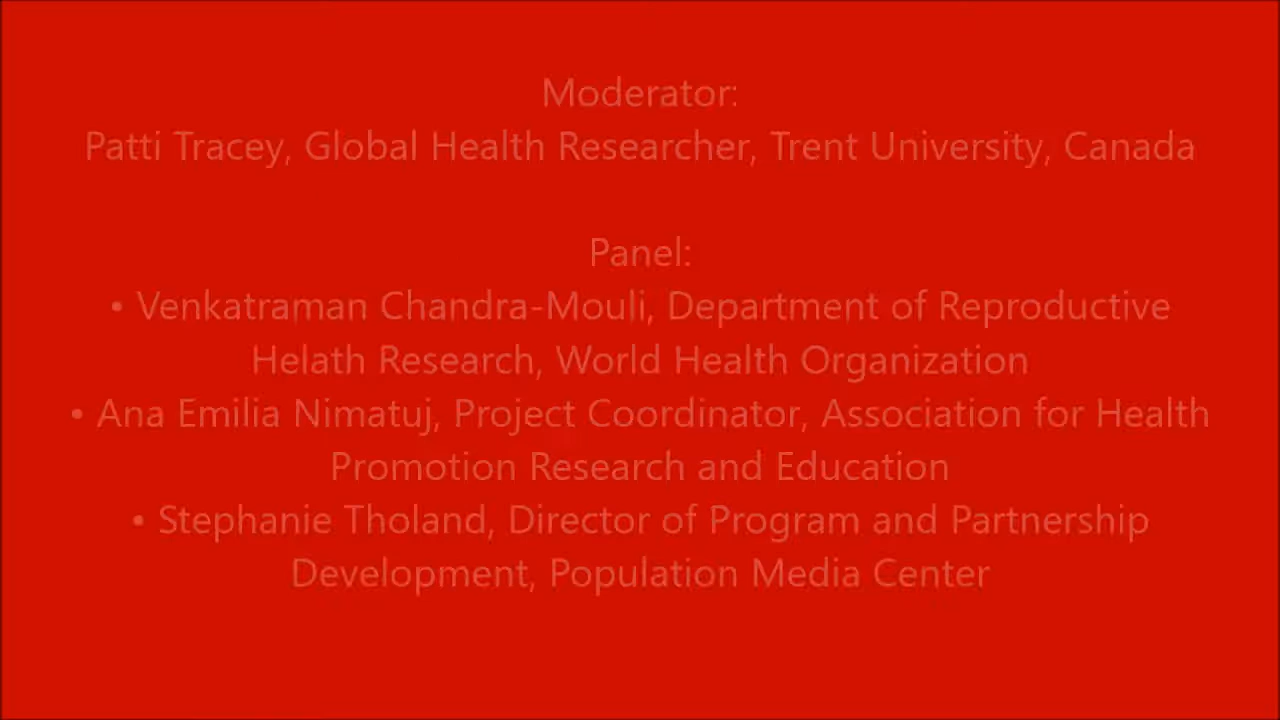 Moderator:
Patti Tracey, Global Health Researcher, Trent University, Canada
Panel:
• Venkatraman Chandra-Mouli, Department of Reproductive
Helath Research, World Health Organization
• Ana Emilia Nimatuj, Project Coordinator, Association for Health
Promotion Research and Education
• Stephanie Tholand, Director of Program and Partnership
Development, Population Media Center